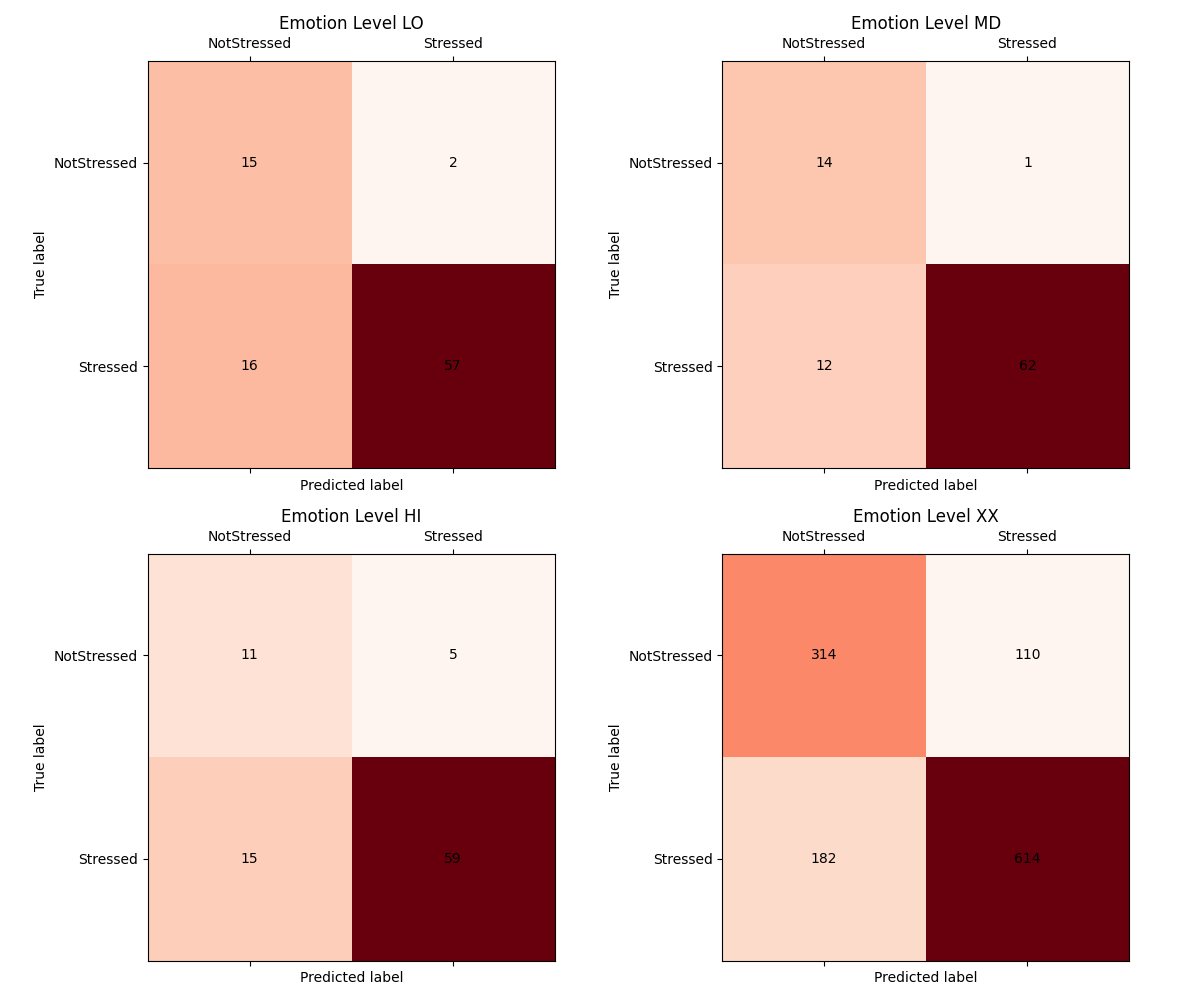 Emotion Level LO
NotStressed Stressed
NotStressed 15 2
True label
Stressed 16 57
Predicted label
Emotion Level MD
NotStressed Stressed
NotStressed 14 1
True label
Stressed 12 62
Predicted label
Emotion Level HI
NotStressed Stressed
NotStressed 11 5
True label
Stressed 15 59
Predicted label
Emotion Level XX
NotStressed Stressed
NotStressed 314 110
True label
Stressed 182 614
Predicted label